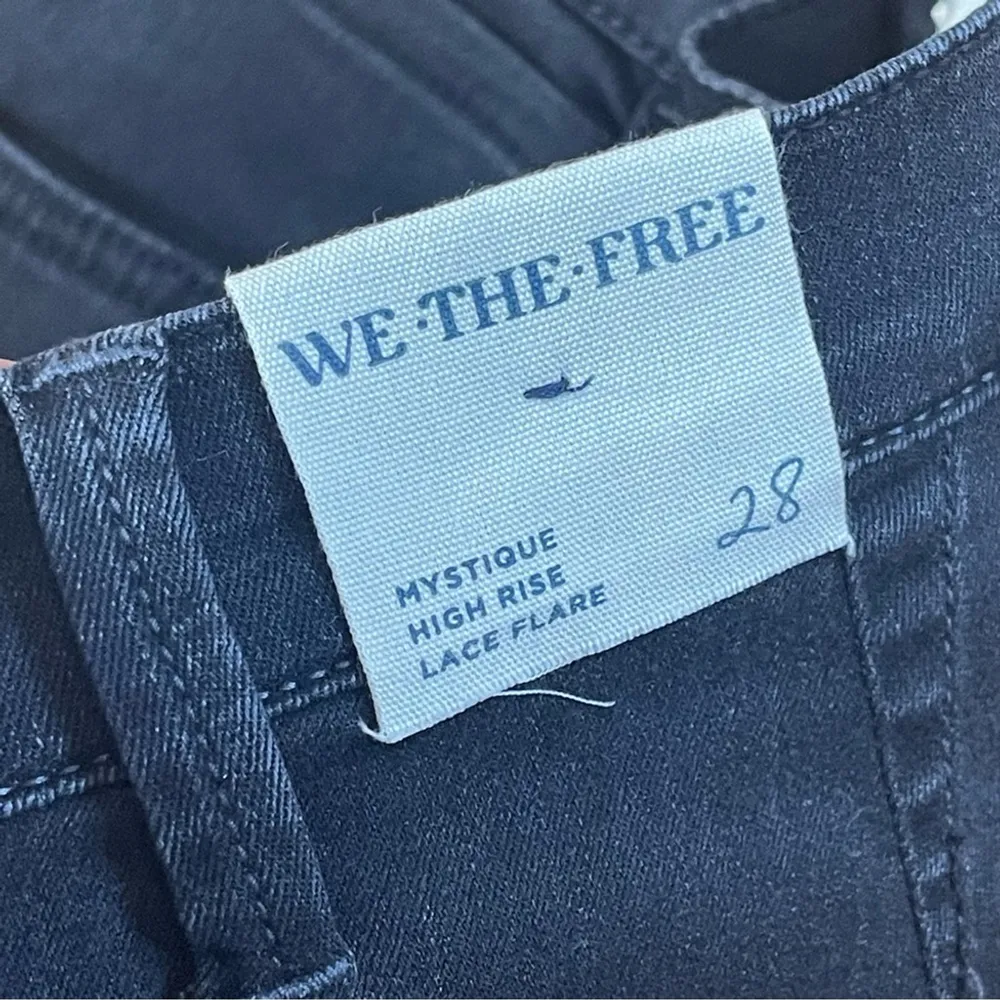 WE·THE·FREE
28
MYSTIQUE
HIGH RISE
LACE FLARE